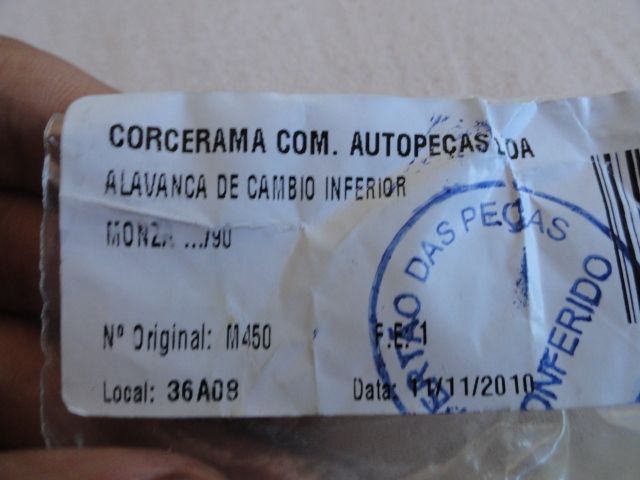 CORCERAMA COM. AUTOPEÇAS LDA
ALAVANCA DE CAMBIO INFERIOR
MONZA .../90
Nº Original: M450
F.E: 1
Local: 36A08
Data: 11/11/2010
DAS PEÇAS